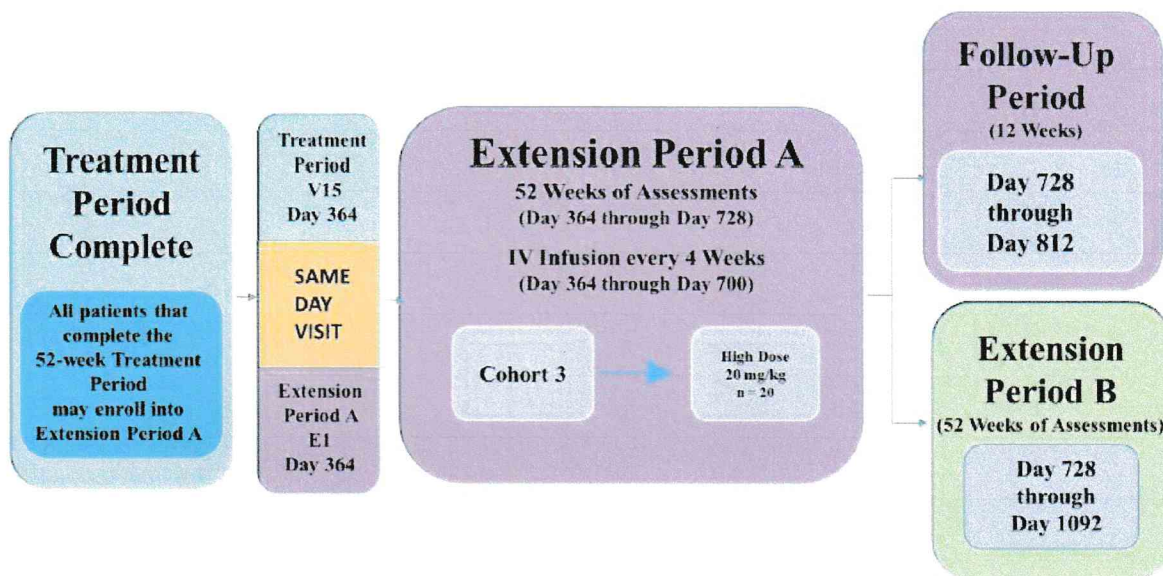 Treatment
Period
Complete
All patients that
complete the
52-week Treatment
Period
may enroll into
Extension Period A
Treatment
Period
V15
Day 364
SAME
DAY
VISIT
Extension
Period A
E1
Day 364
Extension Period A
52 Weeks of Assessments
(Day 364 through Day 728)
IV Infusion every 4 Weeks
(Day 364 through Day 700)
Cohort 3
High Dose
20 mg/kg
n = 20
Follow-Up
Period
(12 Weeks)
Day 728
through
Day 812
Extension
Period B
(52 Weeks of Assessments)
Day 728
through
Day 1092